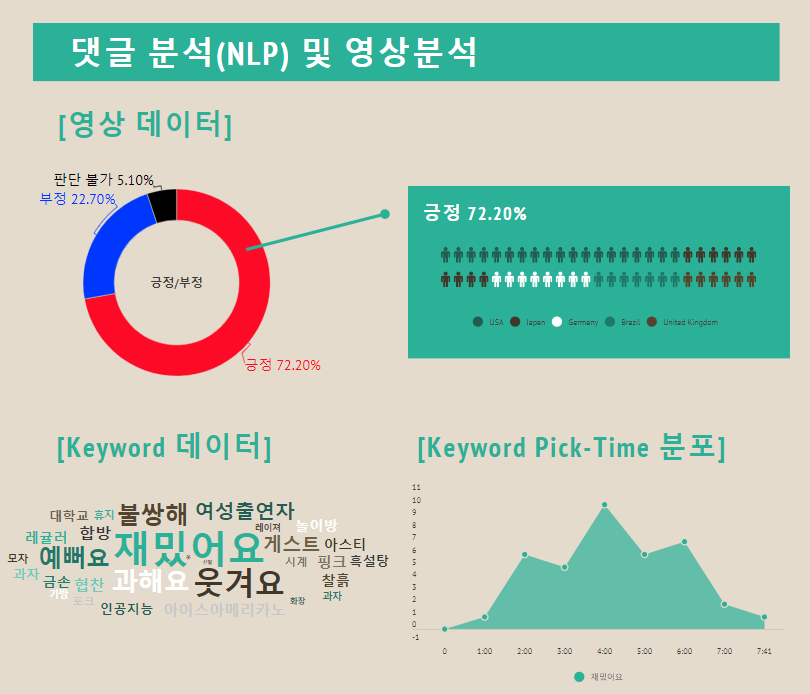 댓글 분석(NLP) 및 영상분석
[영상 데이터]
판단 불가 5.10%
부정 22.70%
긍정/부정
긍정 72.20%
긍정 72.20%
USA Japan Germany Brazil United Kingdom
[Keyword 데이터]
대학교 휴지 불쌍해 여성출연자
레이져 놀이방
레귤러 합방 재밌어요 게스트 아스티
모자 예뻐요 시계 핑크 흑설탕
과자 금손 협찬 과해요 웃겨요 찰흙
가방 포크 화장 과자
인공지능 아이스아메리카노
[Keyword Pick-Time 분포]
11
10
9
8
7
6
5
4
3
2
1
0
-1
0 1:00 2:00 3:00 4:00 5:00 6:00 7:00 7:41
재밌어요